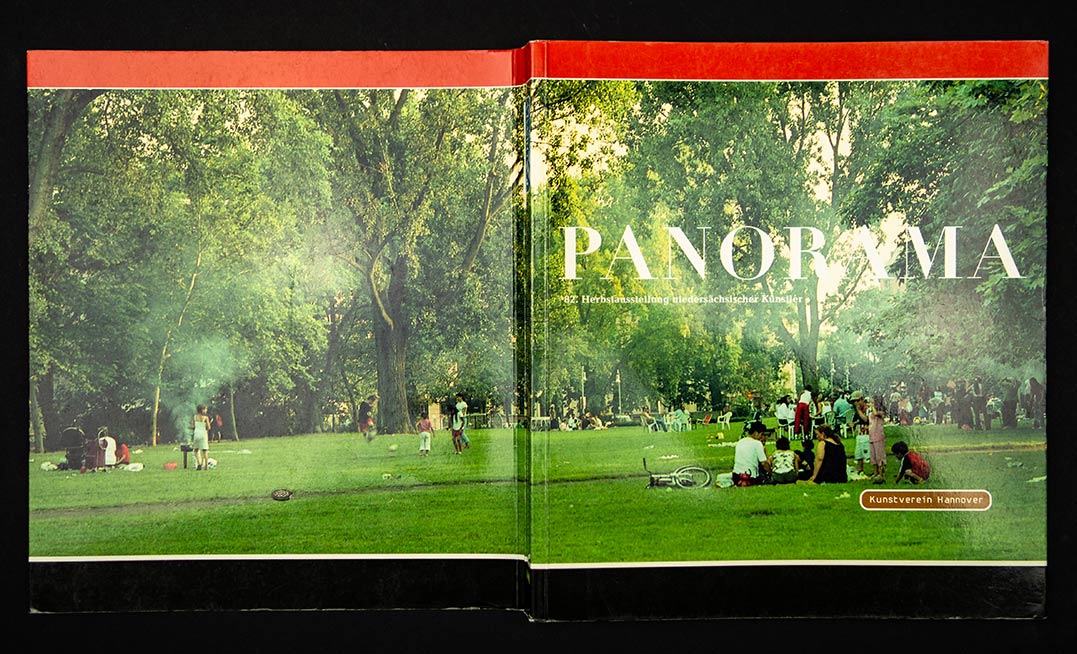 PANORAMA
82. Herbstausstellung niedersächsischer Künstler
Kunstverein Hannover